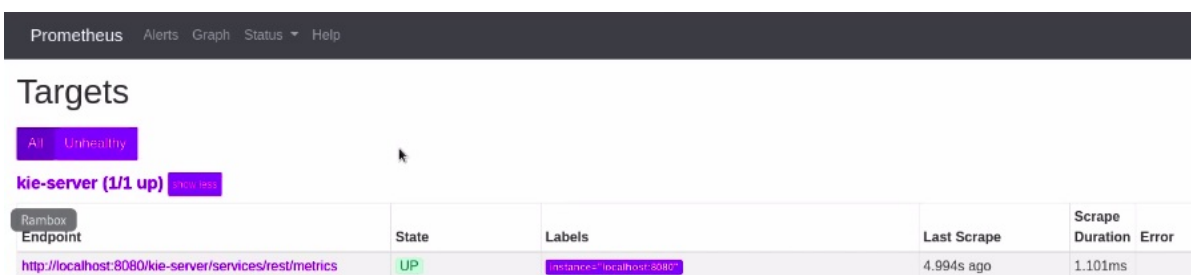 Prometheus Alerts Graph Status Help
Targets
All Unhealthy
kie-server (1/1 up) show less
Rambox
Endpoint State Labels Last Scrape Scrape Duration Error
http://localhost:8080/kie-server/services/rest/metrics UP instance="localhost:8080" 4.994s ago 1.101ms